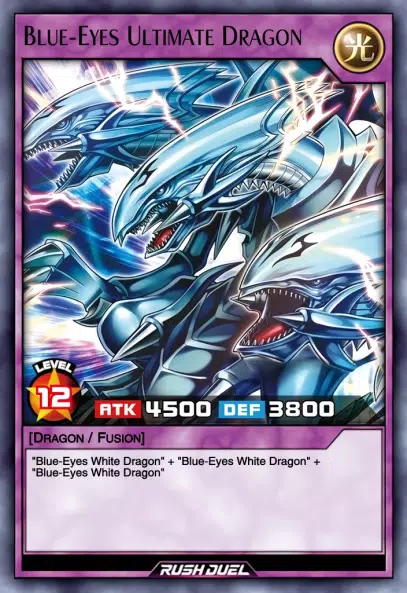 Blue-Eyes Ultimate Dragon
光
LEVEL
12
ATK 4500 DEF 3800
[Dragon / Fusion]
"Blue-Eyes White Dragon" + "Blue-Eyes White Dragon" +
"Blue-Eyes White Dragon"
RUSH DUEL